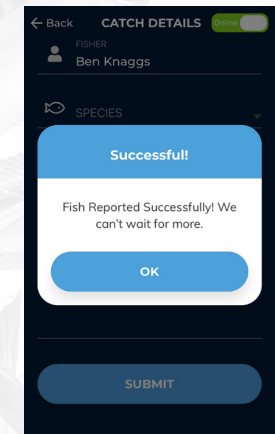 ← Back CATCH DETAILS Online
FISHER
Ben Knaggs
SPECIES
Successful!
Fish Reported Successfully! We
can't wait for more.
OK
SUBMIT